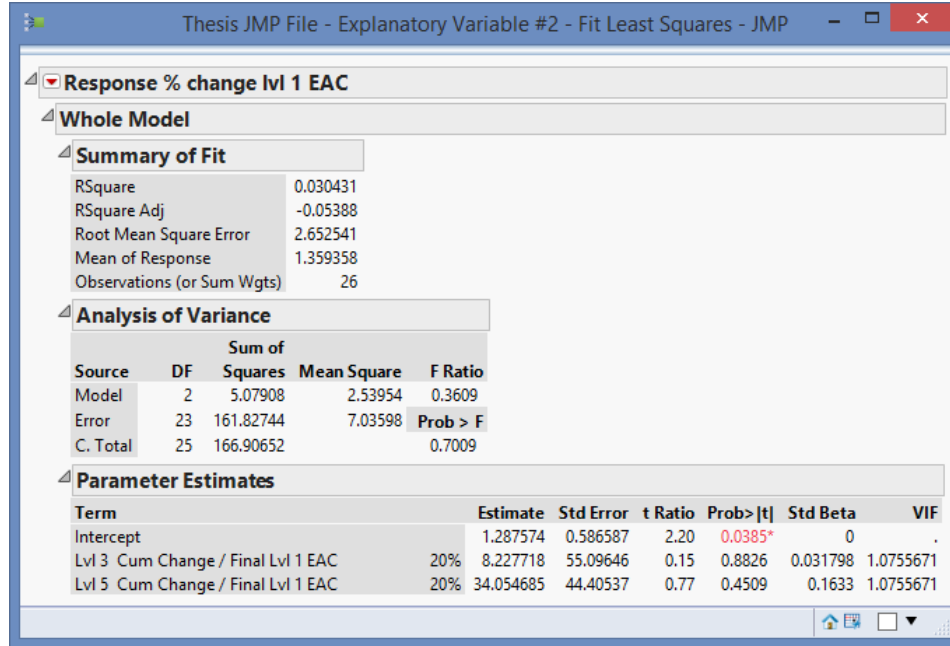 Thesis JMP File - Explanatory Variable #2 - Fit Least Squares - JMP
Response % change lvl 1 EAC
Whole Model
Summary of Fit
RSquare 0.030431
RSquare Adj -0.05388
Root Mean Square Error 2.652541
Mean of Response 1.359358
Observations (or Sum Wgts) 26
Analysis of Variance
Sum of
Source DF Squares Mean Square F Ratio
Model 2 5.07908 2.53954 0.3609
Error 23 161.82744 7.03598 Prob > F
C. Total 25 166.90652 0.7009
Parameter Estimates
Term Estimate Std Error t Ratio Prob>|t| Std Beta VIF
Intercept 1.287574 0.586587 2.20 0.0385* 0 .
Lvl 3 Cum Change / Final Lvl 1 EAC 20% 8.227718 55.09646 0.15 0.8826 0.031798 1.0755671
Lvl 5 Cum Change / Final Lvl 1 EAC 20% 34.054685 44.40537 0.77 0.4509 0.1633 1.0755671